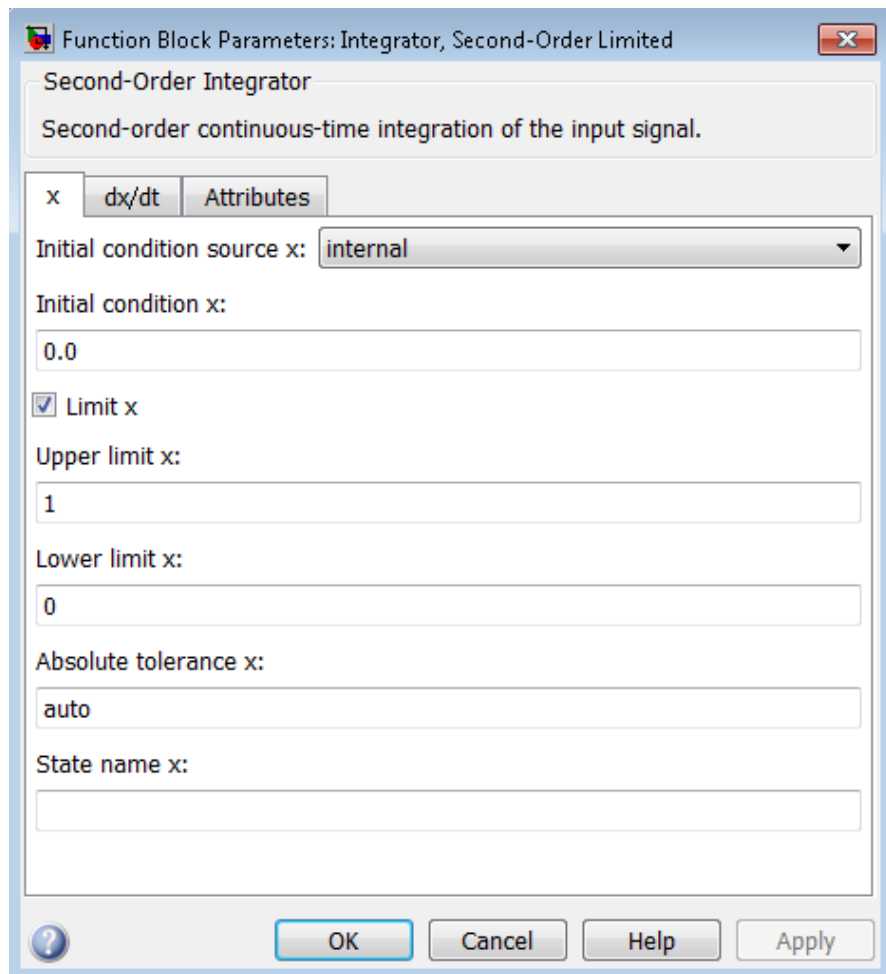 Function Block Parameters: Integrator, Second-Order Limited
Second-Order Integrator
Second-order continuous-time integration of the input signal.
x dx/dt Attributes
Initial condition source x: internal
Initial condition x:
0.0
Limit x
Upper limit x:
1
Lower limit x:
0
Absolute tolerance x:
auto
State name x:
? OK Cancel Help Apply